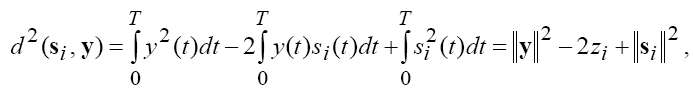 d²(sᵢ, y) = ∫₀ᵀ y²(t)dt − 2∫₀ᵀ y(t)sᵢ(t)dt + ∫₀ᵀ sᵢ²(t)dt = ‖y‖² − 2zᵢ + ‖sᵢ‖² ,